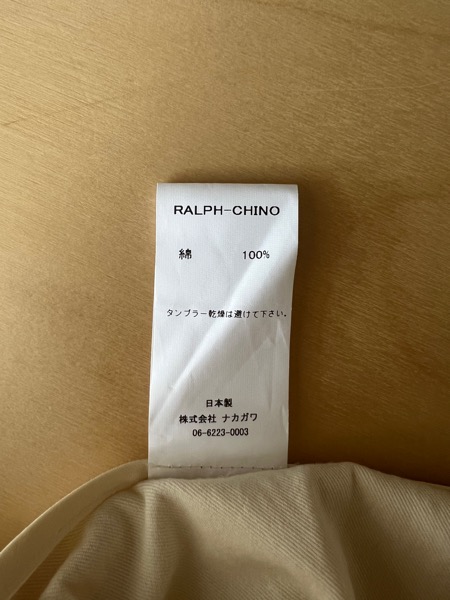 RALPH-CHINO
綿 100%
タンブラー乾燥は避けて下さい。
日本製
株式会社 ナカガワ
06-6223-0003